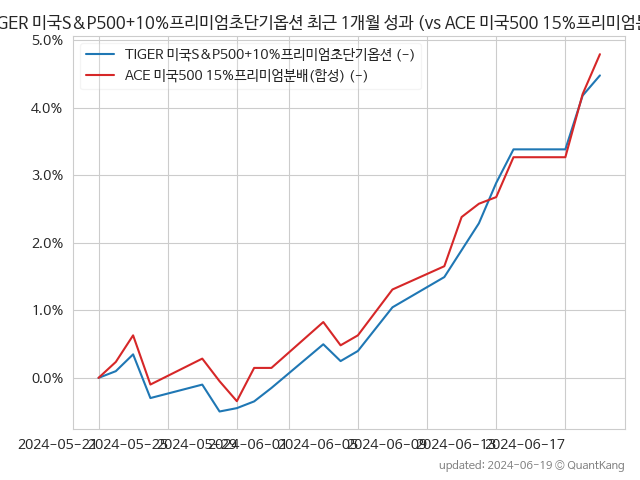 GER 미국S&P500+10%프리미엄초단기옵션 최근 1개월 성과 (vs ACE 미국500 15%프리미엄분
5.0%
TIGER 미국S&P500+10%프리미엄초단기옵션 (-)
ACE 미국500 15%프리미엄분배(합성) (-)
4.0%
3.0%
2.0%
1.0%
0.0%
2024-05-21 2024-05-25 2024-05-29 2024-06-01 2024-06-05 2024-06-09 2024-06-13 2024-06-17
updated: 2024-06-19 © QuantKang